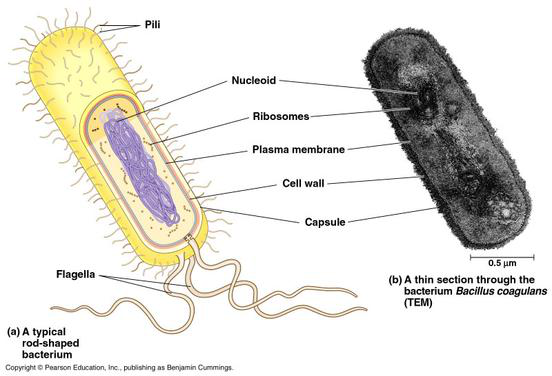 Pili
Nucleoid
Ribosomes
Plasma membrane
Cell wall
Capsule
Flagella
0.5 µm
(a) A typical
rod-shaped
bacterium
(b) A thin section through the
bacterium Bacillus coagulans
(TEM)
Copyright © Pearson Education, Inc., publishing as Benjamin Cummings.